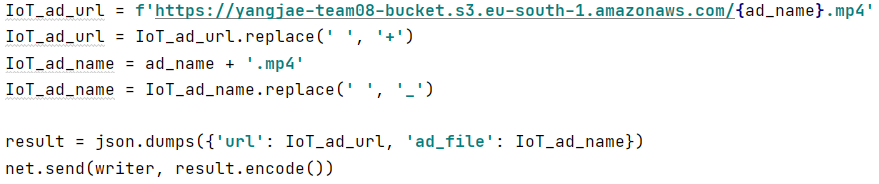 IoT_ad_url = f'https://yangjae-team08-bucket.s3.eu-south-1.amazonaws.com/{ad_name}.mp4'
IoT_ad_url = IoT_ad_url.replace(' ', '+')
IoT_ad_name = ad_name + '.mp4'
IoT_ad_name = IoT_ad_name.replace(' ', '_')
result = json.dumps({'url': IoT_ad_url, 'ad_file': IoT_ad_name})
net.send(writer, result.encode())